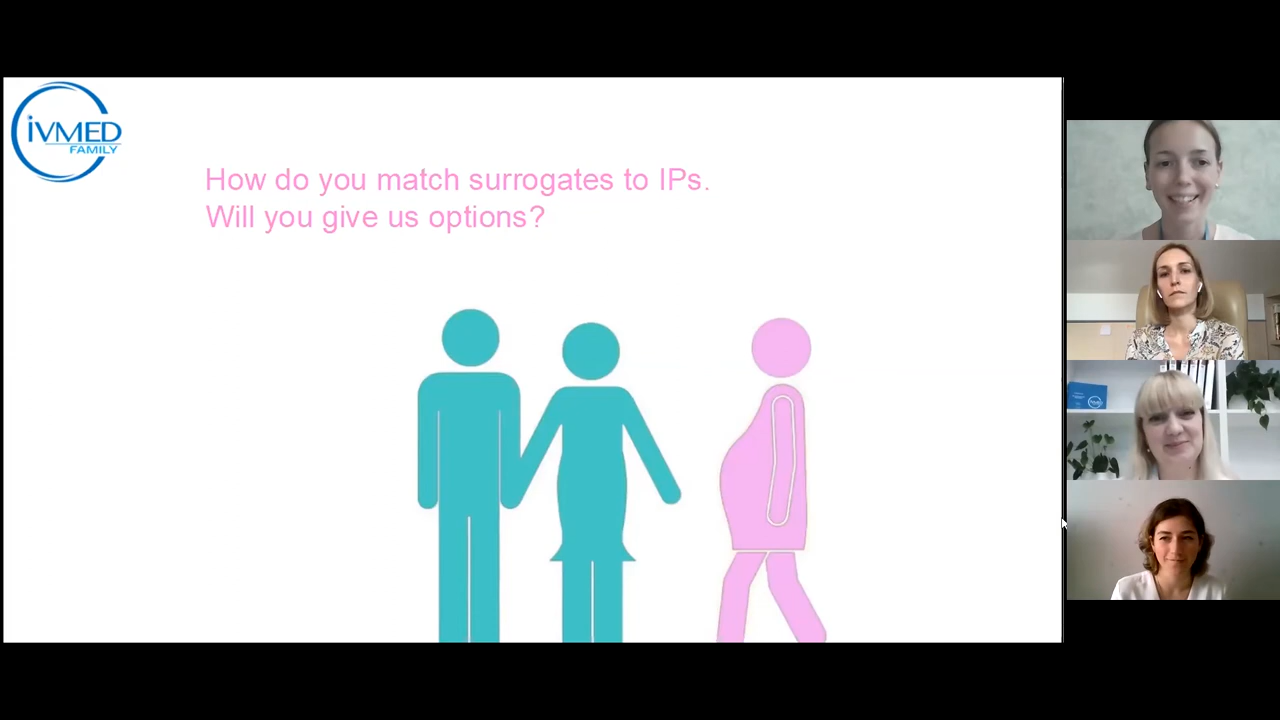 iVMED
FAMILY
How do you match surrogates to IPs.
Will you give us options?